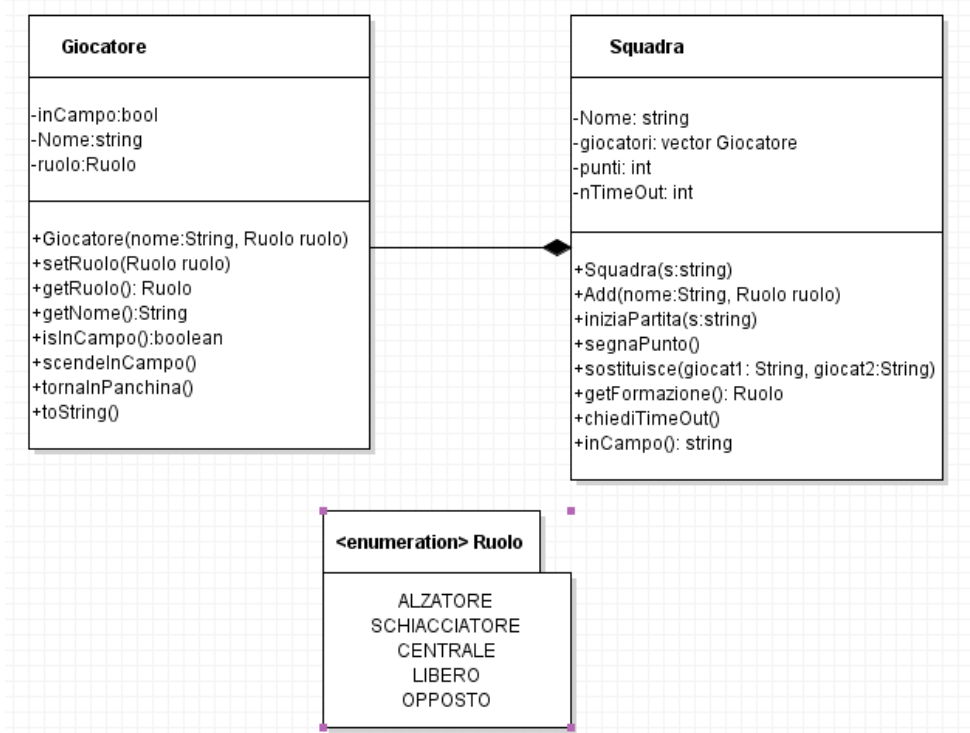 Giocatore
-inCampo:bool
-Nome:string
-ruolo:Ruolo
+Giocatore(nome:String, Ruolo ruolo)
+setRuolo(Ruolo ruolo)
+getRuolo(): Ruolo
+getNome():String
+isInCampo():boolean
+scendeInCampo()
+tornaInPanchina()
+toString()
Squadra
-Nome: string
-giocatori: vector Giocatore
-punti: int
-nTimeOut: int
+Squadra(s:string)
+Add(nome:String, Ruolo ruolo)
+iniziaPartita(s:string)
+segnaPunto()
+sostituisce(giocat1: String, giocat2:String)
+getFormazione(): Ruolo
+chiediTimeOut()
+inCampo(): string
<enumeration> Ruolo
ALZATORE
SCHIACCIATORE
CENTRALE
LIBERO
OPPOSTO